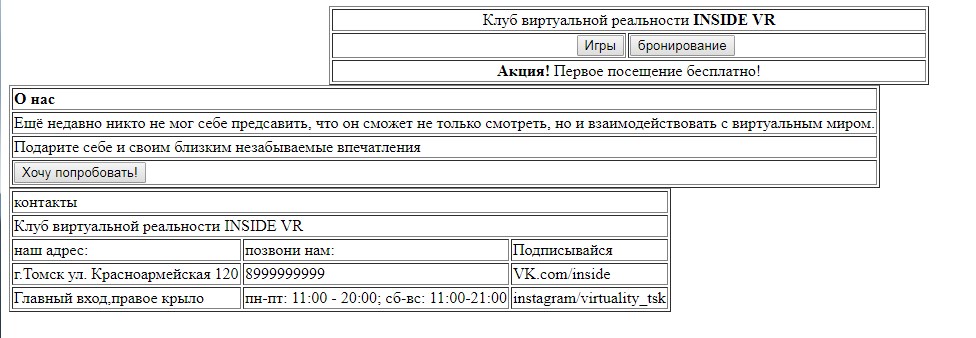 Клуб виртуальной реальности INSIDE VR
Игры бронирование
Акция! Первое посещение бесплатно!
О нас
Ещё недавно никто не мог себе предсавить, что он сможет не только смотреть, но и взаимодействовать с виртуальным миром.
Подарите себе и своим близким незабываемые впечатления
Хочу попробовать!
контакты
Клуб виртуальной реальности INSIDE VR
наш адрес: позвони нам: Подписывайся
г.Томск ул. Красноармейская 120 8999999999 VK.com/inside
Главный вход,правое крыло пн-пт: 11:00 - 20:00; сб-вс: 11:00-21:00 instagram/virtuality_tsk